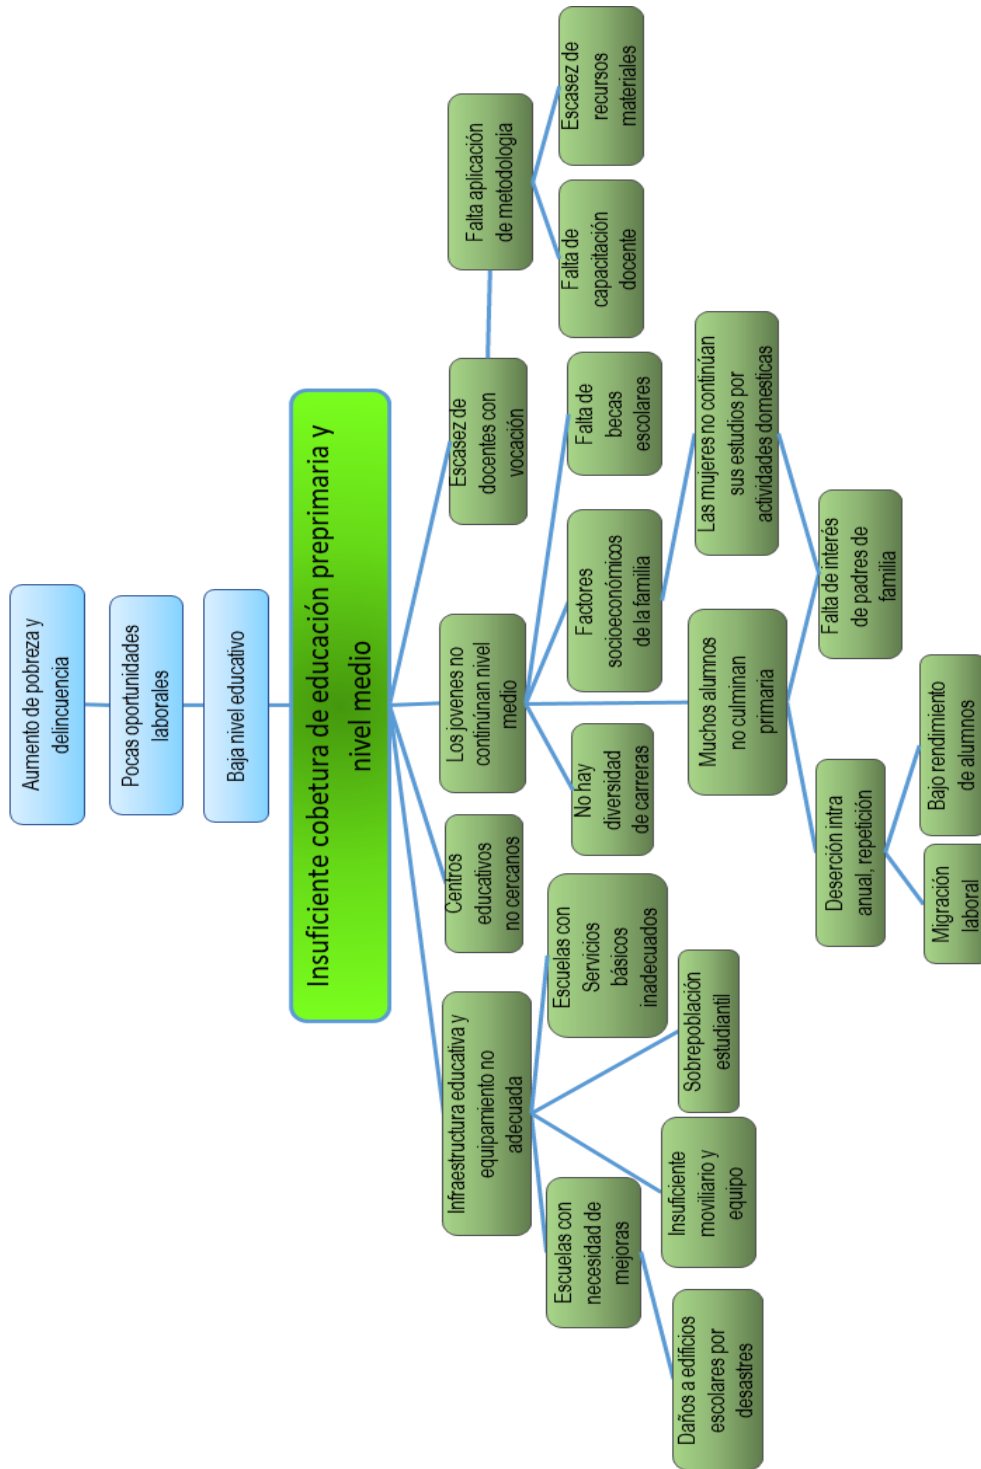 Aumento de pobreza y
delincuencia
Pocas oportunidades
laborales
Baja nivel educativo
Insuficiente cobetura de educación preprimaria y
nivel medio
Infraestructura educativa y
equipamiento no
adecuada
Centros
educativos
no cercanos
Los jovenes no
continúnan nivel
medio
Escasez de
docentes con
vocación
Falta aplicación
de metodologia
Escuelas con
necesidad de
mejoras
Escuelas con
Servicios
básicos
inadecuados
No hay
diversidad
de carreras
Factores
socioeconómicos
de la familia
Falta de
becas
escolares
Falta de
capacitación
docente
Escasez de
recursos
materiales
Daños a edificios
escolares por
desastres
Insuficiente
moviliario y
equipo
Sobrepoblación
estudiantil
Muchos alumnos
no culminan
primaria
Las mujeres no continúan
sus estudios por
actividades domesticas
Deserción intra
anual, repetición
Falta de interés
de padres de
familia
Migración
laboral
Bajo rendimiento
de alumnos